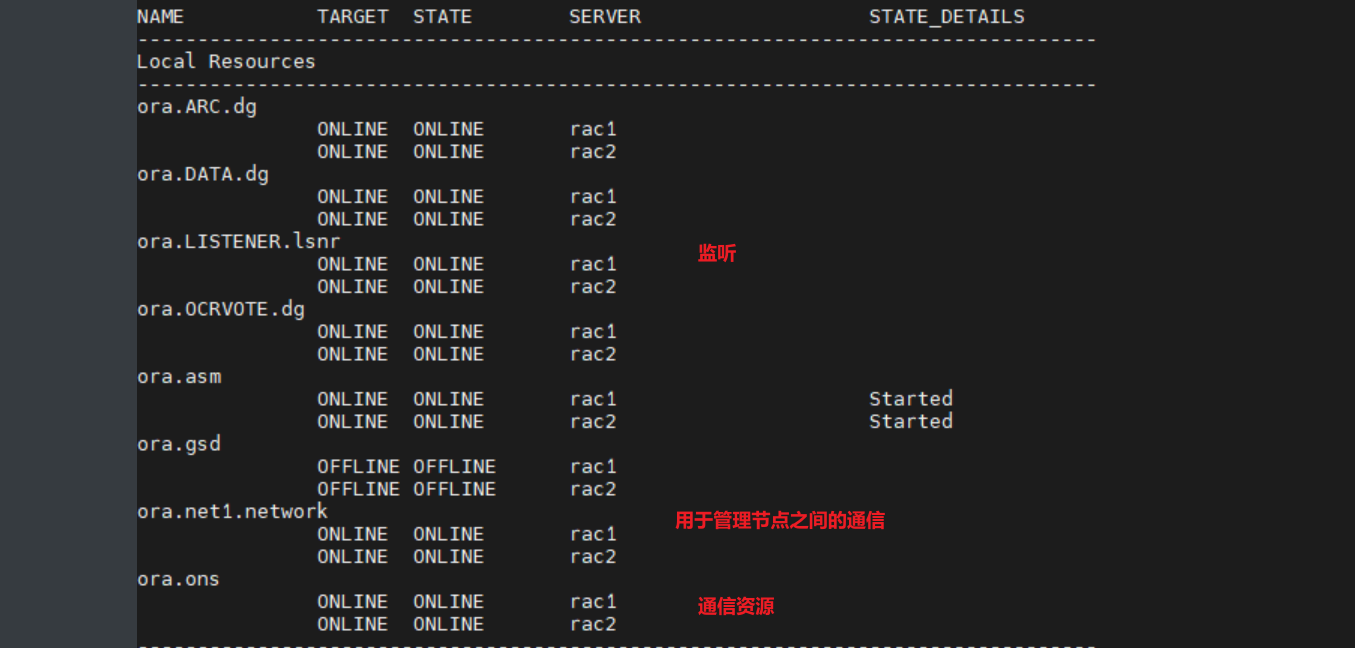 NAME TARGET STATE SERVER STATE_DETAILS
--------------------------------------------------------------------------------
Local Resources
--------------------------------------------------------------------------------
ora.ARC.dg
ONLINE ONLINE rac1
ONLINE ONLINE rac2
ora.DATA.dg
ONLINE ONLINE rac1
ONLINE ONLINE rac2
ora.LISTENER.lsnr
监听
ONLINE ONLINE rac1
ONLINE ONLINE rac2
ora.OCRVOTE.dg
ONLINE ONLINE rac1
ONLINE ONLINE rac2
ora.asm
ONLINE ONLINE rac1 Started
ONLINE ONLINE rac2 Started
ora.gsd
OFFLINE OFFLINE rac1
OFFLINE OFFLINE rac2
ora.net1.network
用于管理节点之间的通信
ONLINE ONLINE rac1
ONLINE ONLINE rac2
ora.ons
ONLINE ONLINE rac1
通信资源
ONLINE ONLINE rac2
--------------------------------------------------------------------------------